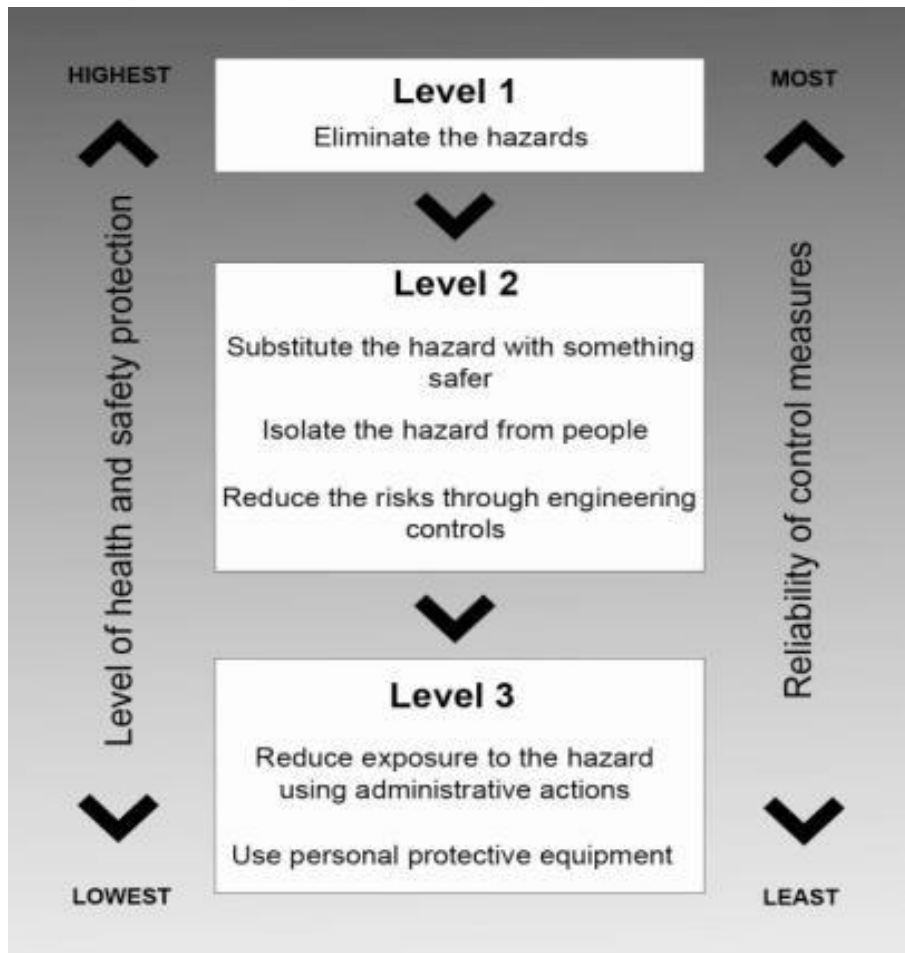 HIGHEST
MOST
Level 1
Eliminate the hazards
Level of health and safety protection
Reliability of control measures
Level 2
Substitute the hazard with something
safer
Isolate the hazard from people
Reduce the risks through engineering
controls
Level 3
Reduce exposure to the hazard
using administrative actions
Use personal protective equipment
LOWEST
LEAST